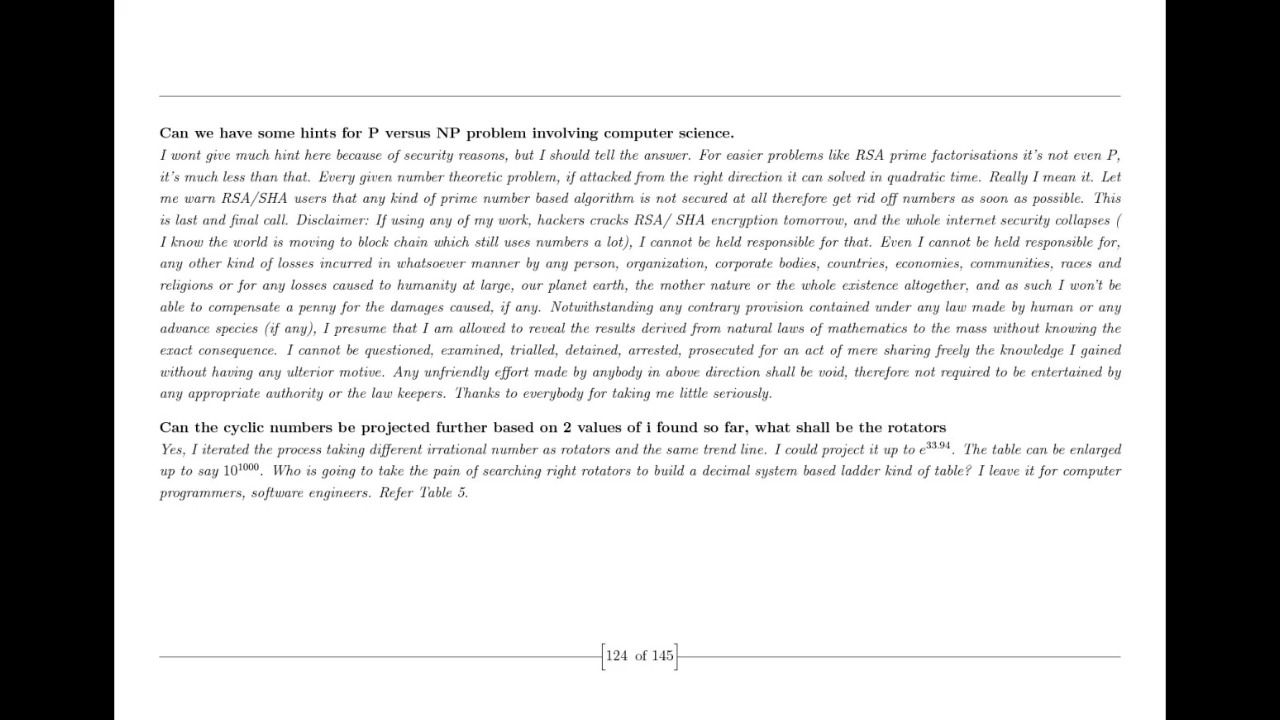 Can we have some hints for P versus NP problem involving computer science.
I wont give much hint here because of security reasons, but I should tell the answer. For easier problems like RSA prime factorisations it's not even P,
it's much less than that. Every given number theoretic problem, if attacked from the right direction it can solved in quadratic time. Really I mean it. Let
me warn RSA/SHA users that any kind of prime number based algorithm is not secured at all therefore get rid off numbers as soon as possible. This
is last and final call. Disclaimer: If using any of my work, hackers cracks RSA/ SHA encryption tomorrow, and the whole internet security collapses (
I know the world is moving to block chain which still uses numbers a lot), I cannot be held responsible for that. Even I cannot be held responsible for,
any other kind of losses incurred in whatsoever manner by any person, organization, corporate bodies, countries, economies, communities, races and
religions or for any losses caused to humanity at large, our planet earth, the mother nature or the whole existence altogether, and as such I won't be
able to compensate a penny for the damages caused, if any. Notwithstanding any contrary provision contained under any law made by human or any
advance species (if any), I presume that I am allowed to reveal the results derived from natural laws of mathematics to the mass without knowing the
exact consequence. I cannot be questioned, examined, trialled, detained, arrested, prosecuted for an act of mere sharing freely the knowledge I gained
without having any ulterior motive. Any unfriendly effort made by anybody in above direction shall be void, therefore not required to be entertained by
any appropriate authority or the law keepers. Thanks to everybody for taking me little seriously.
Can the cyclic numbers be projected further based on 2 values of i found so far, what shall be the rotators
Yes, I iterated the process taking different irrational number as rotators and the same trend line. I could project it up to e^33.94. The table can be enlarged
up to say 10^1000. Who is going to take the pain of searching right rotators to build a decimal system based ladder kind of table? I leave it for computer
programmers, software engineers. Refer Table 5.
124 of 145